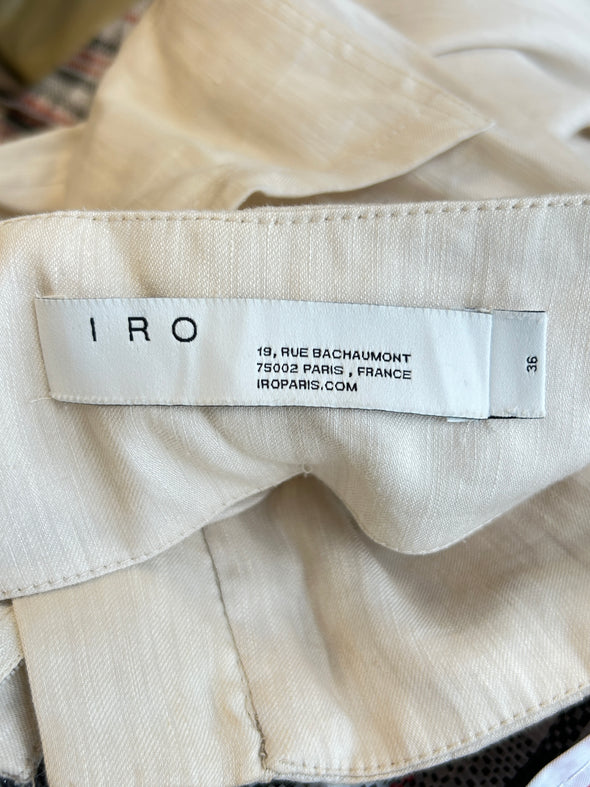 IRO
19, RUE BACHAUMONT
75002 PARIS , FRANCE
IROPARIS.COM
36